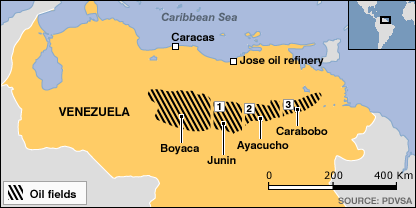 Caribbean Sea
Caracas
Jose oil refinery
VENEZUELA
1
2
3
Carabobo
Boyaca
Ayacucho
Junin
Oil fields
0 200 400 Km
SOURCE: PDVSA